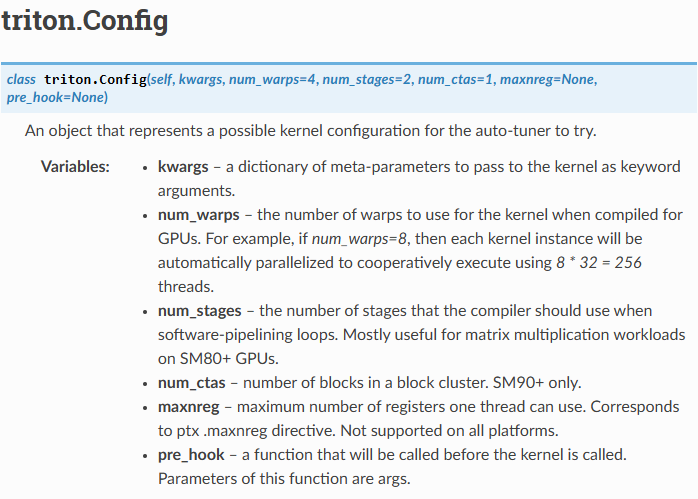 triton.Config
class triton.Config(self, kwargs, num_warps=4, num_stages=2, num_ctas=1, maxnreg=None,
pre_hook=None)
An object that represents a possible kernel configuration for the auto-tuner to try.
Variables:
• kwargs – a dictionary of meta-parameters to pass to the kernel as keyword
arguments.
• num_warps – the number of warps to use for the kernel when compiled for
GPUs. For example, if num_warps=8, then each kernel instance will be
automatically parallelized to cooperatively execute using 8 * 32 = 256
threads.
• num_stages – the number of stages that the compiler should use when
software-pipelining loops. Mostly useful for matrix multiplication workloads
on SM80+ GPUs.
• num_ctas – number of blocks in a block cluster. SM90+ only.
• maxnreg – maximum number of registers one thread can use. Corresponds
to ptx .maxnreg directive. Not supported on all platforms.
• pre_hook – a function that will be called before the kernel is called.
Parameters of this function are args.